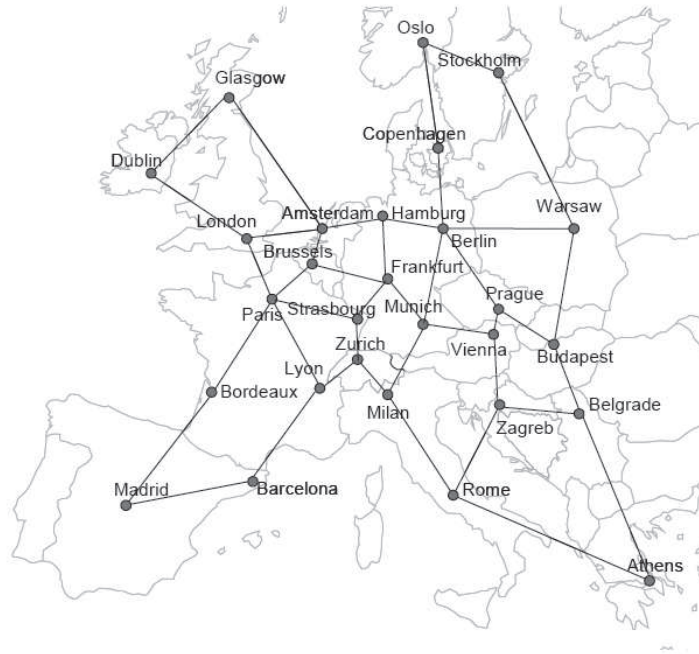 Oslo
Stockholm
Glasgow
Copenhagen
Dublin
Amsterdam
Hamburg
Warsaw
London
Berlin
Brussels
Frankfurt
Prague
Paris
Strasbourg
Munich
Zurich
Vienna
Budapest
Lyon
Bordeaux
Milan
Belgrade
Zagreb
Madrid
Barcelona
Rome
Athens